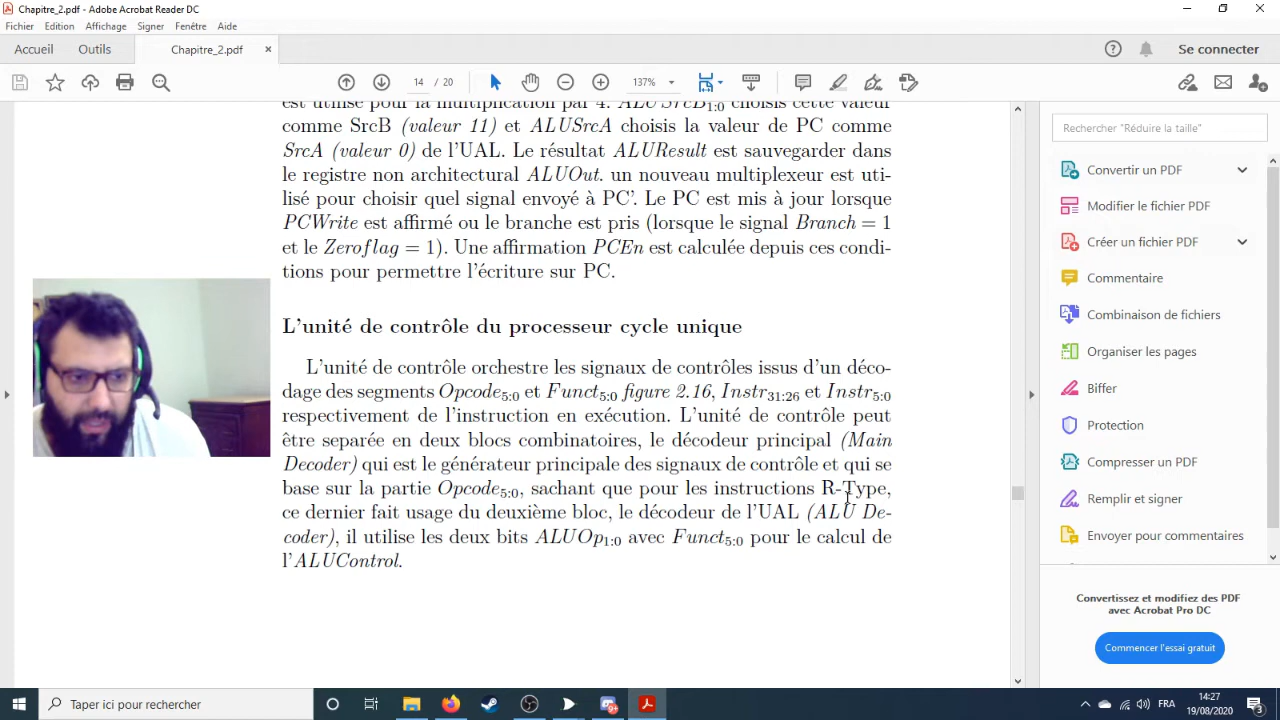 Chapitre_2.pdf - Adobe Acrobat Reader DC
Fichier Edition Affichage Signer Fenêtre Aide
Accueil Outils Chapitre_2.pdf × Se connecter
14 / 20 137%
est utilisé pour la multiplication par 4. ALUSrcB1:0 choisis cette valeur
comme SrcB (valeur 11) et ALUSrcA choisis la valeur de PC comme
SrcA (valeur 0) de l'UAL. Le résultat ALUResult est sauvegarder dans
le registre non architectural ALUOut. un nouveau multiplexeur est uti-
lisé pour choisir quel signal envoyé à PC'. Le PC est mis à jour lorsque
PCWrite est affirmé ou le branche est pris (lorsque le signal Branch = 1
et le Zeroflag = 1). Une affirmation PCEn est calculée depuis ces condi-
tions pour permettre l'écriture sur PC.
L'unité de contrôle du processeur cycle unique
L'unité de contrôle orchestre les signaux de contrôles issus d'un déco-
dage des segments Opcode5:0 et Funct5:0 figure 2.16, Instr31:26 et Instr5:0
respectivement de l'instruction en exécution. L'unité de contrôle peut
être separée en deux blocs combinatoires, le décodeur principal (Main
Decoder) qui est le générateur principale des signaux de contrôle et qui se
base sur la partie Opcode5:0, sachant que pour les instructions R-Type,
ce dernier fait usage du deuxième bloc, le décodeur de l'UAL (ALU De-
coder), il utilise les deux bits ALUOp1:0 avec Funct5:0 pour le calcul de
l'ALUControl.
Rechercher "Réduire la taille"
Convertir un PDF
Modifier le fichier PDF
Créer un fichier PDF
Commentaire
Combinaison de fichiers
Organiser les pages
Biffer
Protection
Compresser un PDF
Remplir et signer
Envoyer pour commentaires
Convertissez et modifiez des PDF
avec Acrobat Pro DC
Commencer l'essai gratuit
Taper ici pour rechercher
FRA
14:27
19/08/2020
3